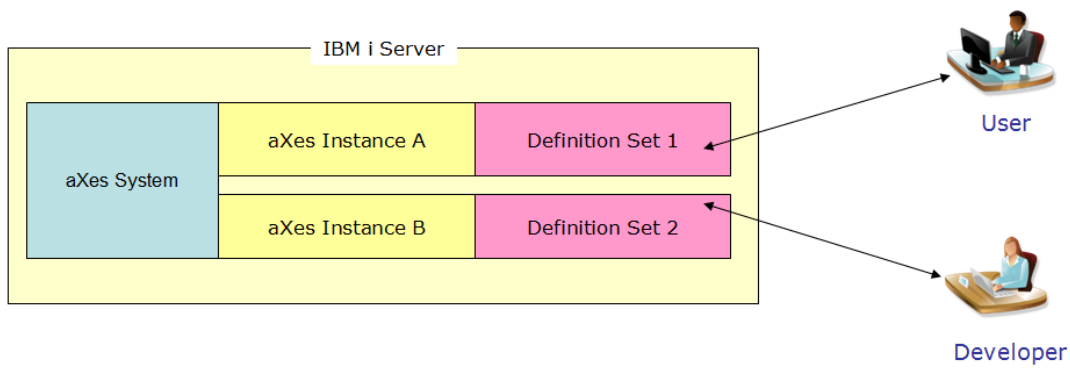 IBM i Server
User
aXes Instance A
Definition Set 1
aXes System
aXes Instance B
Definition Set 2
Developer